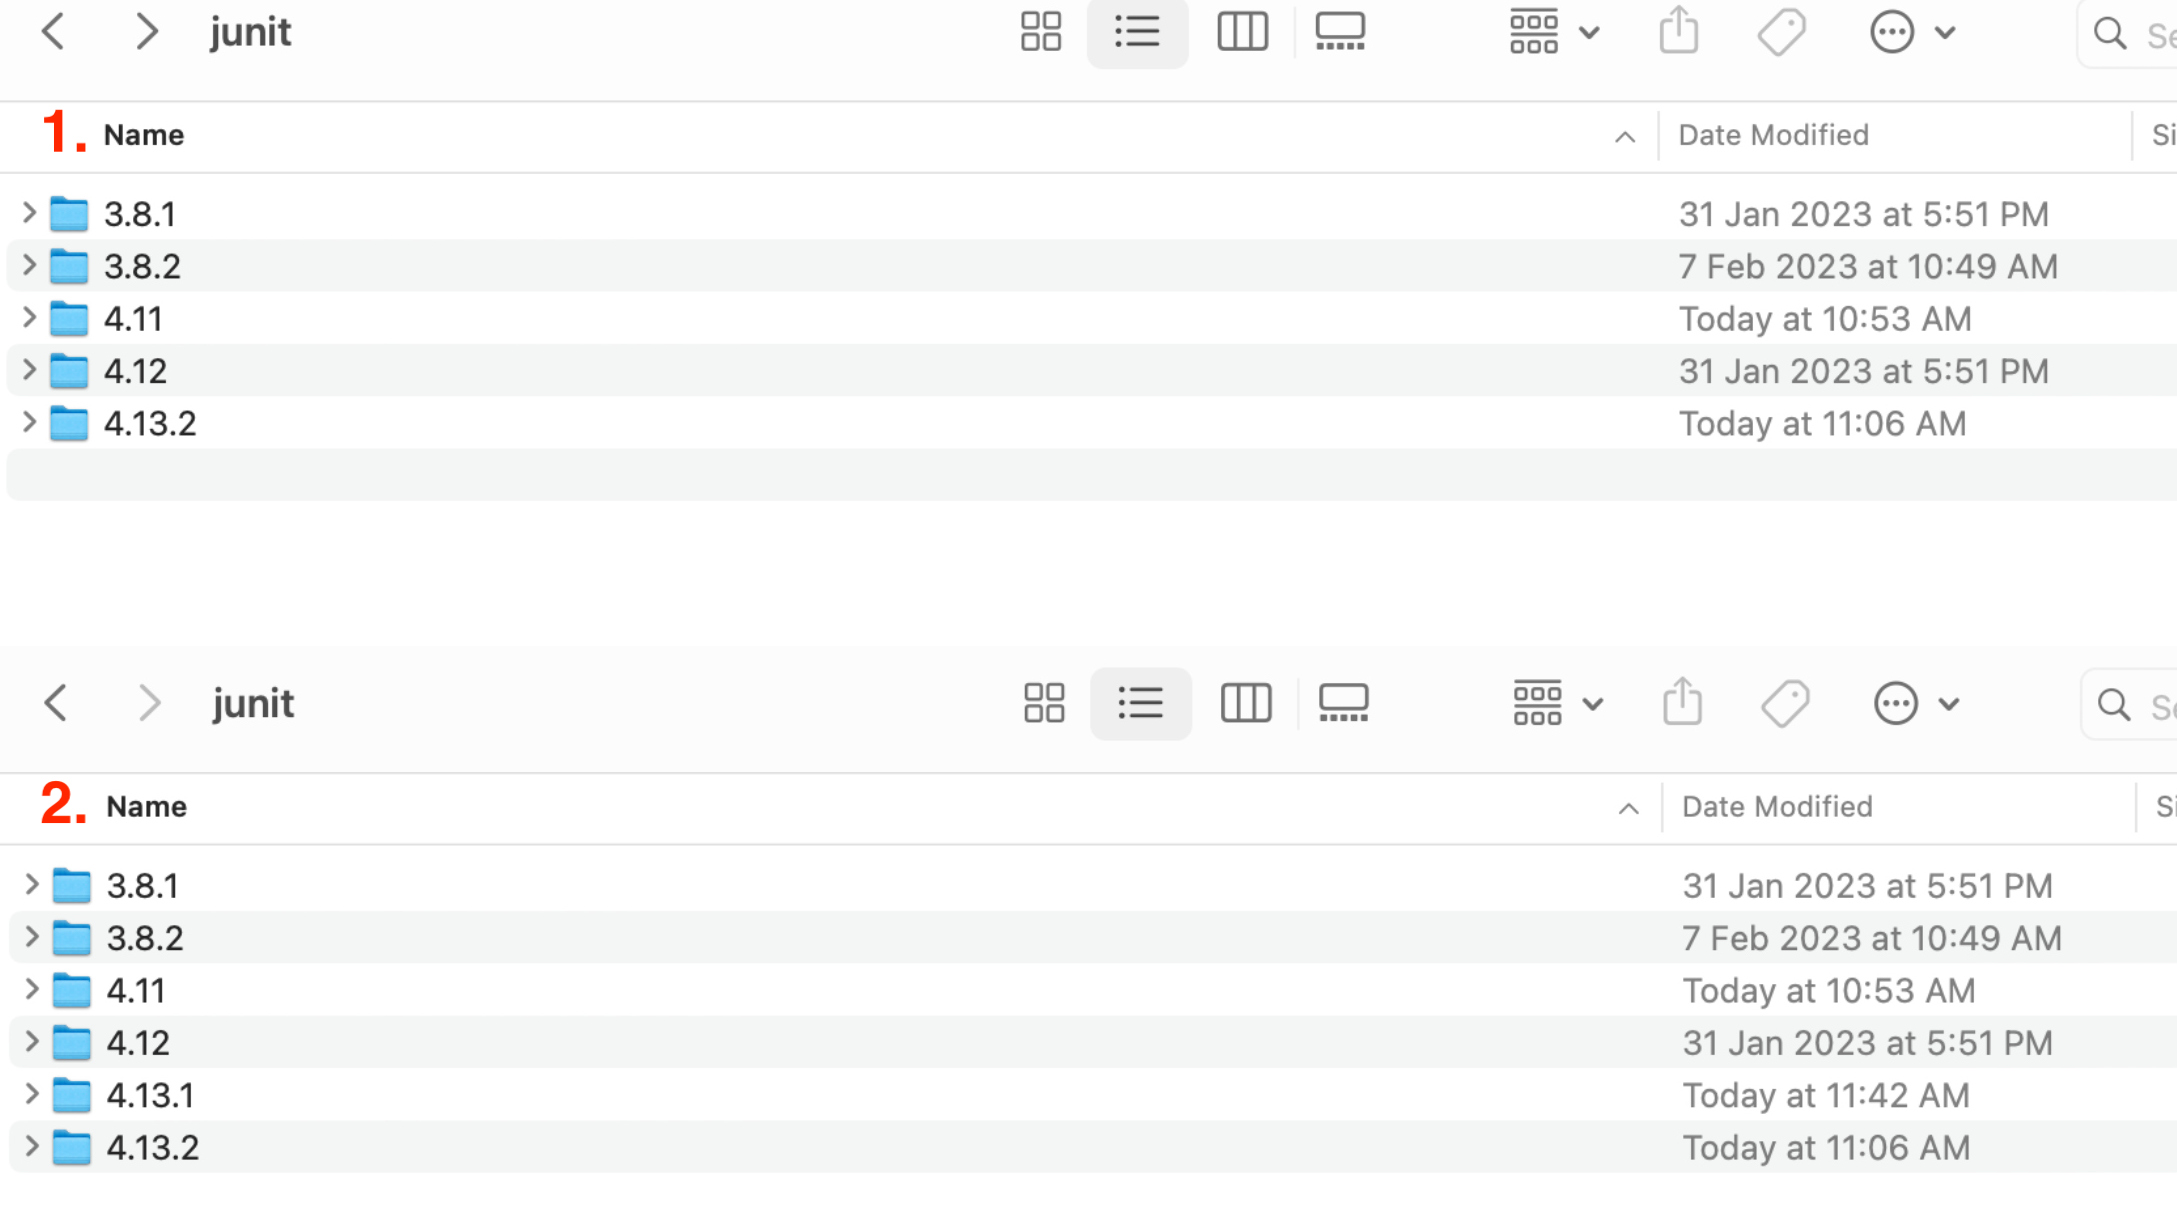 junit
Se
1. Name Date Modified Si
3.8.1 31 Jan 2023 at 5:51 PM
3.8.2 7 Feb 2023 at 10:49 AM
4.11 Today at 10:53 AM
4.12 31 Jan 2023 at 5:51 PM
4.13.2 Today at 11:06 AM
junit
Se
2. Name Date Modified Si
3.8.1 31 Jan 2023 at 5:51 PM
3.8.2 7 Feb 2023 at 10:49 AM
4.11 Today at 10:53 AM
4.12 31 Jan 2023 at 5:51 PM
4.13.1 Today at 11:42 AM
4.13.2 Today at 11:06 AM